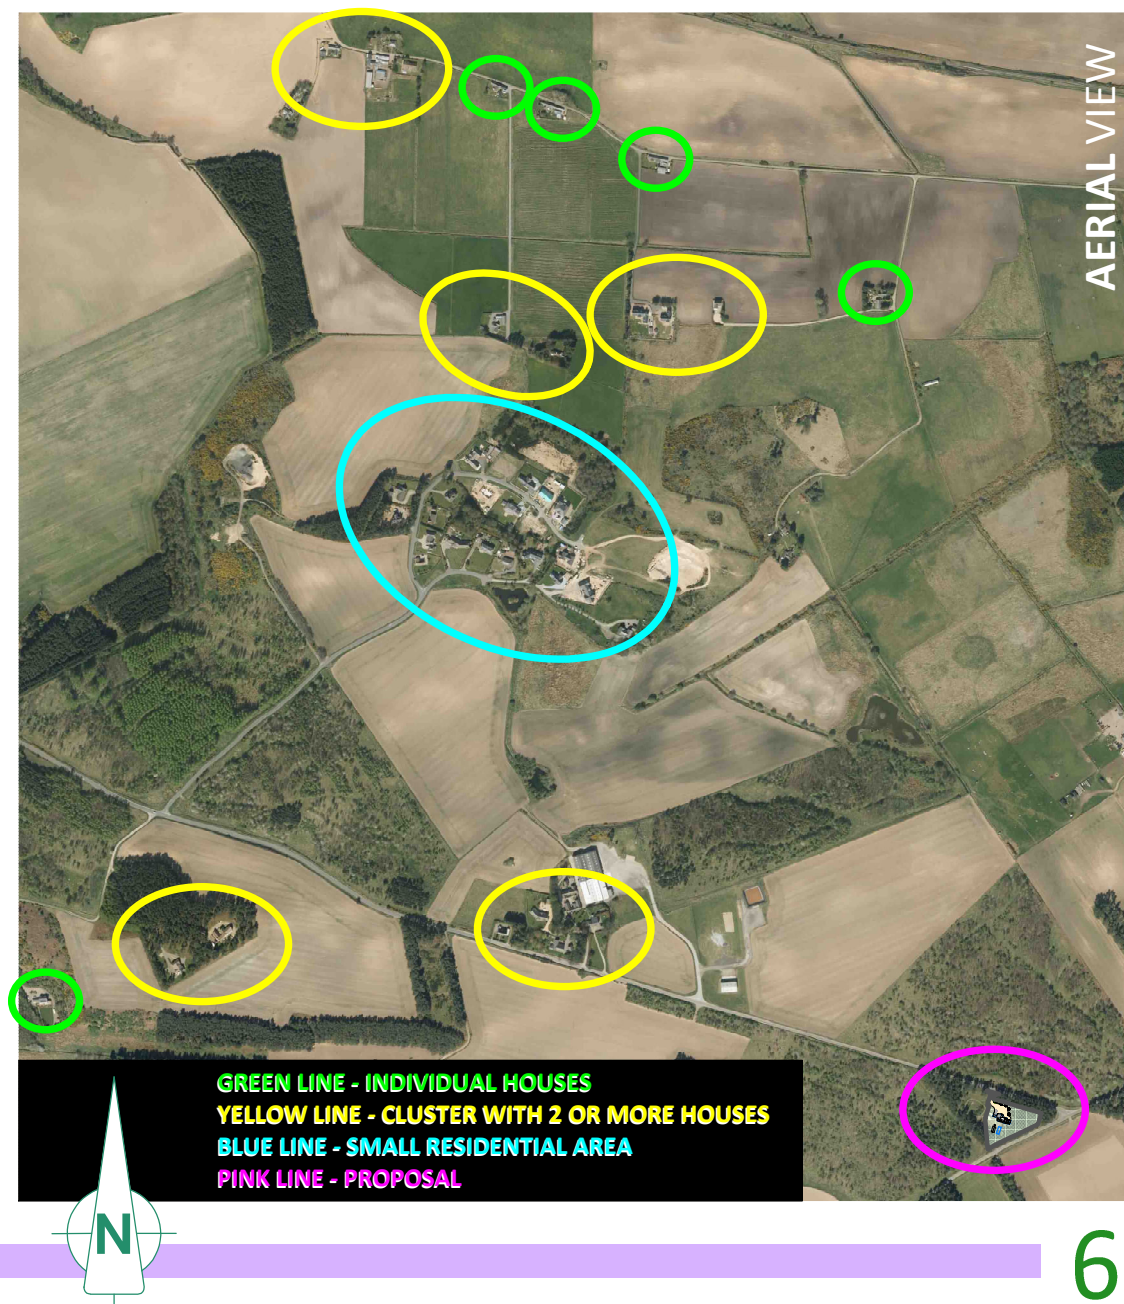 AERIAL VIEW
GREEN LINE - INDIVIDUAL HOUSES
YELLOW LINE - CLUSTER WITH 2 OR MORE HOUSES
BLUE LINE - SMALL RESIDENTIAL AREA
PINK LINE - PROPOSAL
N
6